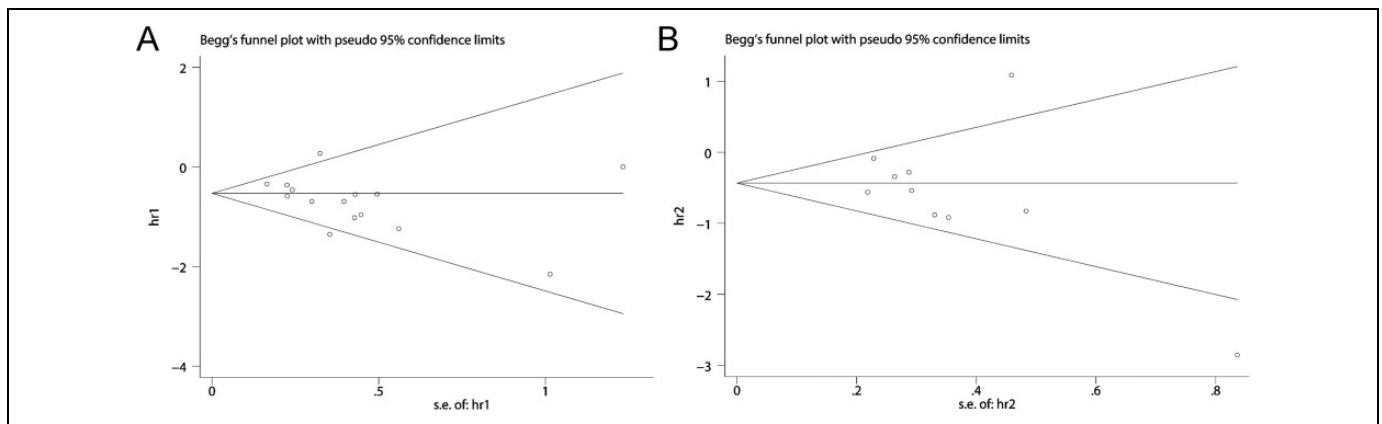 A
Begg's funnel plot with pseudo 95% confidence limits
2
0
−2
−4
hr1
0
.5
1
s.e. of: hr1
B
Begg's funnel plot with pseudo 95% confidence limits
1
0
−1
−2
−3
hr2
0
.2
.4
.6
.8
s.e. of: hr2